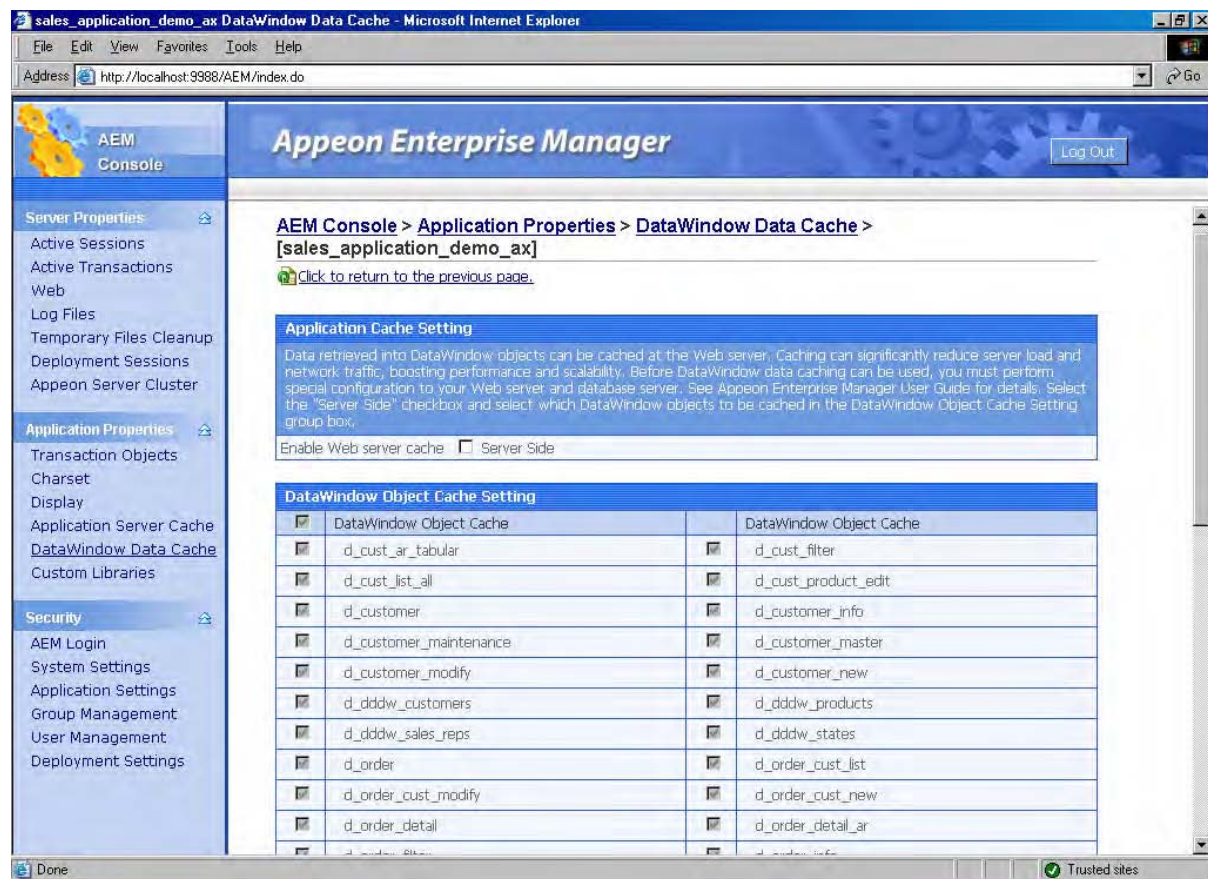 sales_application_demo_ax DataWindow Data Cache - Microsoft Internet Explorer
File Edit View Favorites Tools Help
Address http://localhost:9988/AEM/index.do Go
AEM
Console
Appeon Enterprise Manager
Log Out
Server Properties
Active Sessions
Active Transactions
Web
Log Files
Temporary Files Cleanup
Deployment Sessions
Appeon Server Cluster
Application Properties
Transaction Objects
Charset
Display
Application Server Cache
DataWindow Data Cache
Custom Libraries
Security
AEM Login
System Settings
Application Settings
Group Management
User Management
Deployment Settings
AEM Console > Application Properties > DataWindow Data Cache >
[sales_application_demo_ax]
Click to return to the previous page.
Application Cache Setting
Data retrieved into DataWindow objects can be cached at the Web server. Caching can significantly reduce server load and
network traffic, boosting performance and scalability. Before DataWindow data caching can be used, you must perform
special configuration to your Web server and database server. See Appeon Enterprise Manager User Guide for details. Select
the "Server Side" checkbox and select which DataWindow objects to be cached in the DataWindow Object Cache Setting
group box.
Enable Web server cache Server Side
DataWindow Object Cache Setting
DataWindow Object Cache DataWindow Object Cache
d_cust_ar_tabular d_cust_filter
d_cust_list_all d_cust_product_edit
d_customer d_customer_info
d_customer_maintenance d_customer_master
d_customer_modify d_customer_new
d_dddw_customers d_dddw_products
d_dddw_sales_reps d_dddw_states
d_order d_order_cust_list
d_order_cust_modify d_order_cust_new
d_order_detail d_order_detail_ar
d_order_filter d_order_info
Done Trusted sites